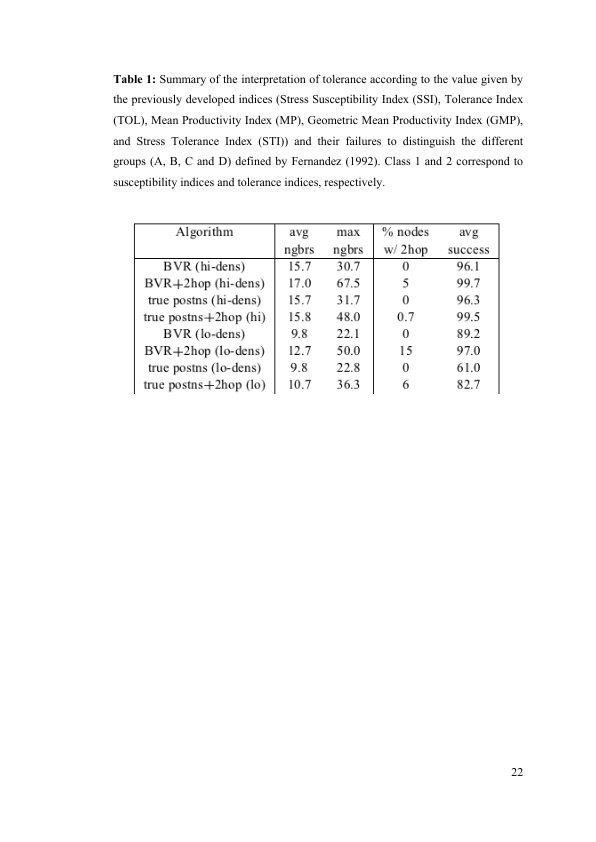 Table 1: Summary of the interpretation of tolerance according to the value given by
the previously developed indices (Stress Susceptibility Index (SSI), Tolerance Index
(TOL), Mean Productivity Index (MP), Geometric Mean Productivity Index (GMP),
and Stress Tolerance Index (STI)) and their failures to distinguish the different
groups (A, B, C and D) defined by Fernandez (1992). Class 1 and 2 correspond to
susceptibility indices and tolerance indices, respectively.
Algorithm avg max % nodes avg
ngbrs ngbrs w/ 2hop success
BVR (hi-dens) 15.7 30.7 0 96.1
BVR+2hop (hi-dens) 17.0 67.5 5 99.7
true postns (hi-dens) 15.7 31.7 0 96.3
true postns+2hop (hi) 15.8 48.0 0.7 99.5
BVR (lo-dens) 9.8 22.1 0 89.2
BVR+2hop (lo-dens) 12.7 50.0 15 97.0
true postns (lo-dens) 9.8 22.8 0 61.0
true postns+2hop (lo) 10.7 36.3 6 82.7
22